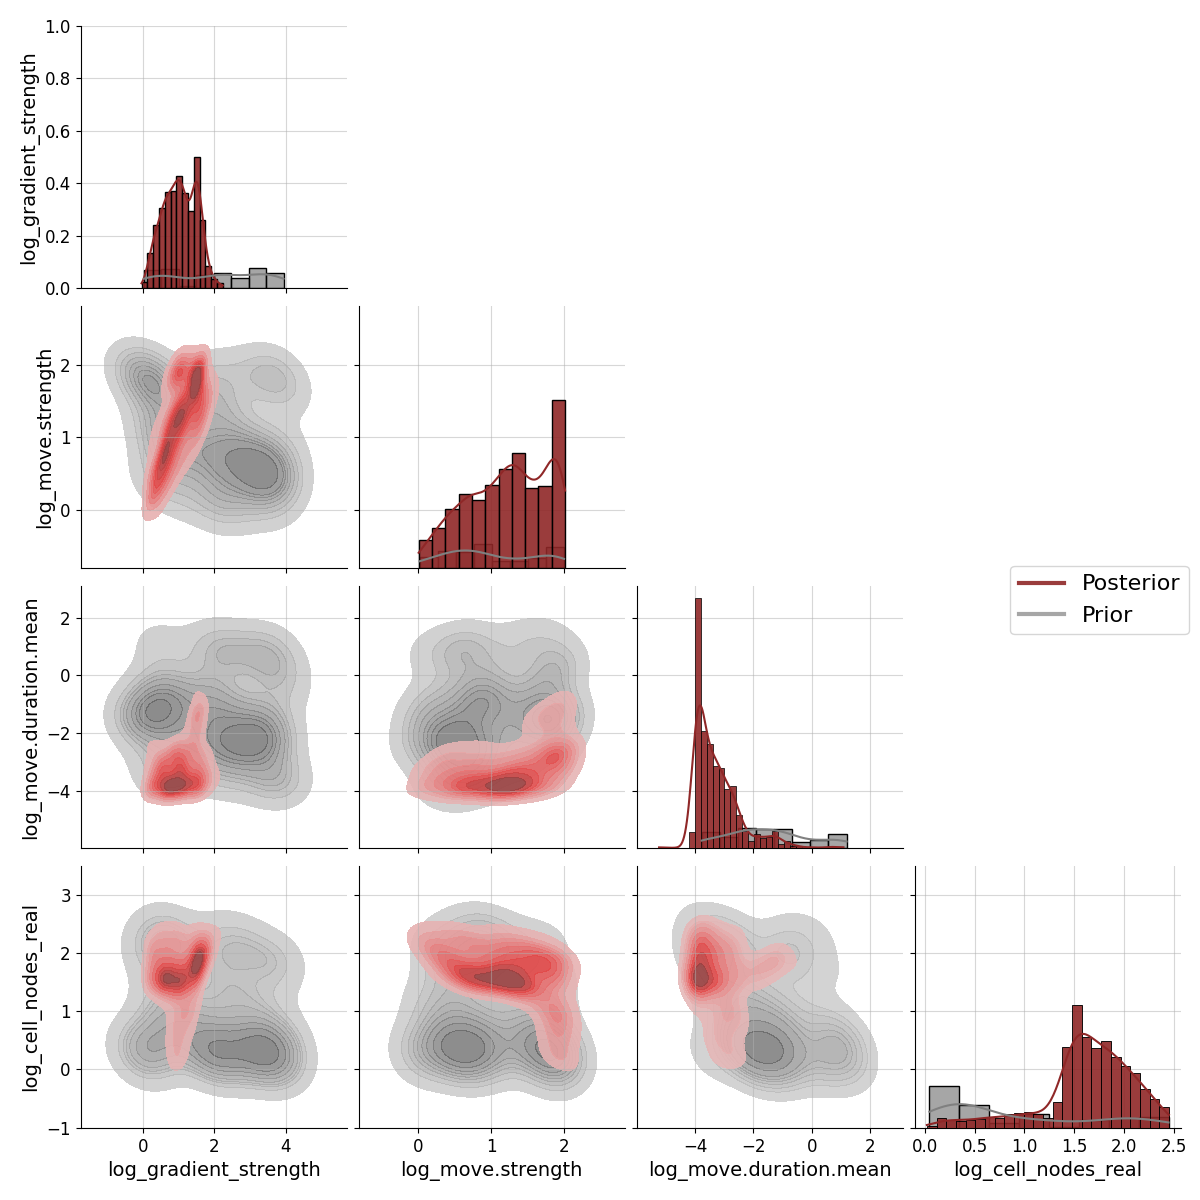 log_gradient_strength
1.0
0.8
0.6
0.4
0.2
0.0
log_move.strength
2
1
0
log_move.duration.mean
2
0
−2
−4
Posterior
Prior
log_cell_nodes_real
3
2
1
0
−1
0 2 4
0 1 2
−4 −2 0 2
0.0 0.5 1.0 1.5 2.0 2.5
log_gradient_strength
log_move.strength
log_move.duration.mean
log_cell_nodes_real